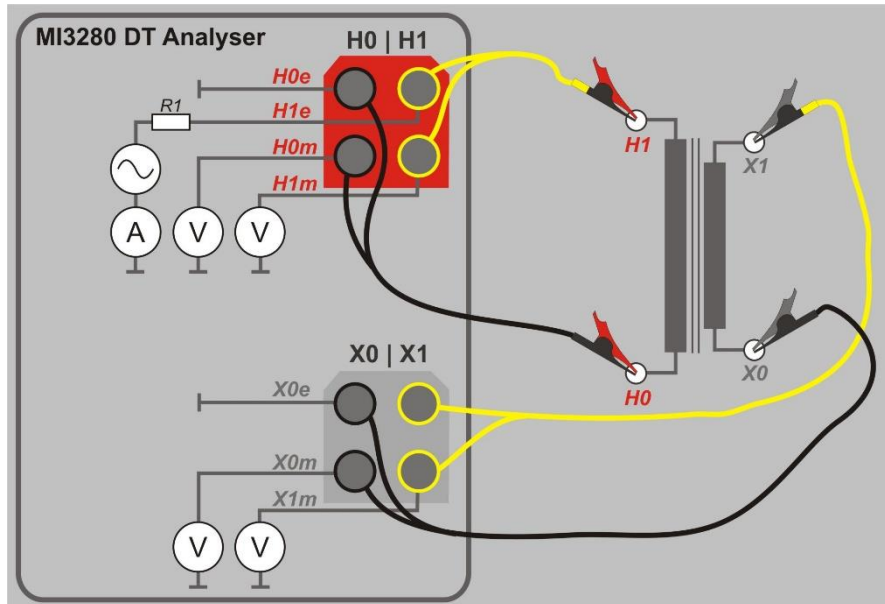 MI3280 DT Analyser
H0 | H1
H0e
R1
H1e
H0m
H1m
A
V
V
H1
X1
H0
X0
X0 | X1
X0e
X0m
X1m
V
V